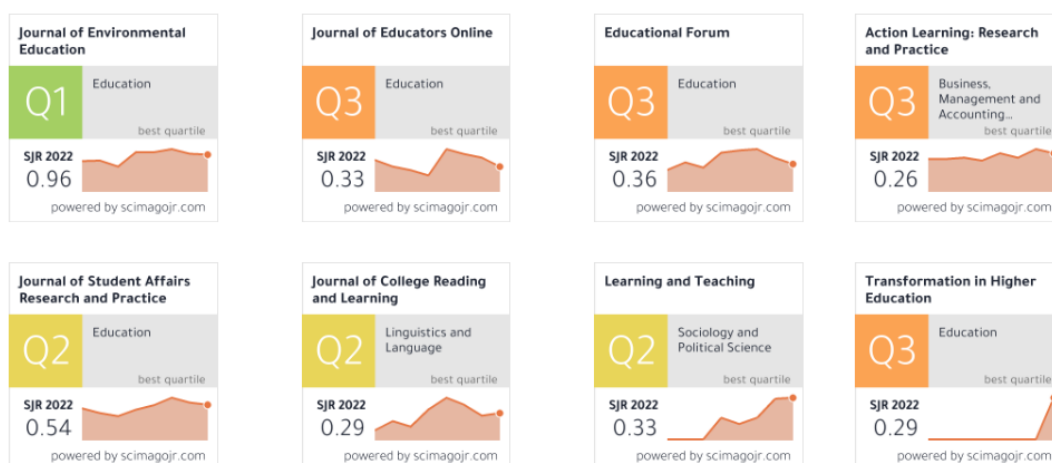 Journal of Environmental
Education
Q1
Education
best quartile
SJR 2022
0.96
powered by scimagojr.com
Journal of Educators Online
Q3
Education
best quartile
SJR 2022
0.33
powered by scimagojr.com
Educational Forum
Q3
Education
best quartile
SJR 2022
0.36
powered by scimagojr.com
Action Learning: Research
and Practice
Q3
Business,
Management and
Accounting...
best quartile
SJR 2022
0.26
powered by scimagojr.com
Journal of Student Affairs
Research and Practice
Q2
Education
best quartile
SJR 2022
0.54
powered by scimagojr.com
Journal of College Reading
and Learning
Q2
Linguistics and
Language
best quartile
SJR 2022
0.29
powered by scimagojr.com
Learning and Teaching
Q2
Sociology and
Political Science
best quartile
SJR 2022
0.33
powered by scimagojr.com
Transformation in Higher
Education
Q3
Education
best quartile
SJR 2022
0.29
powered by scimagojr.com